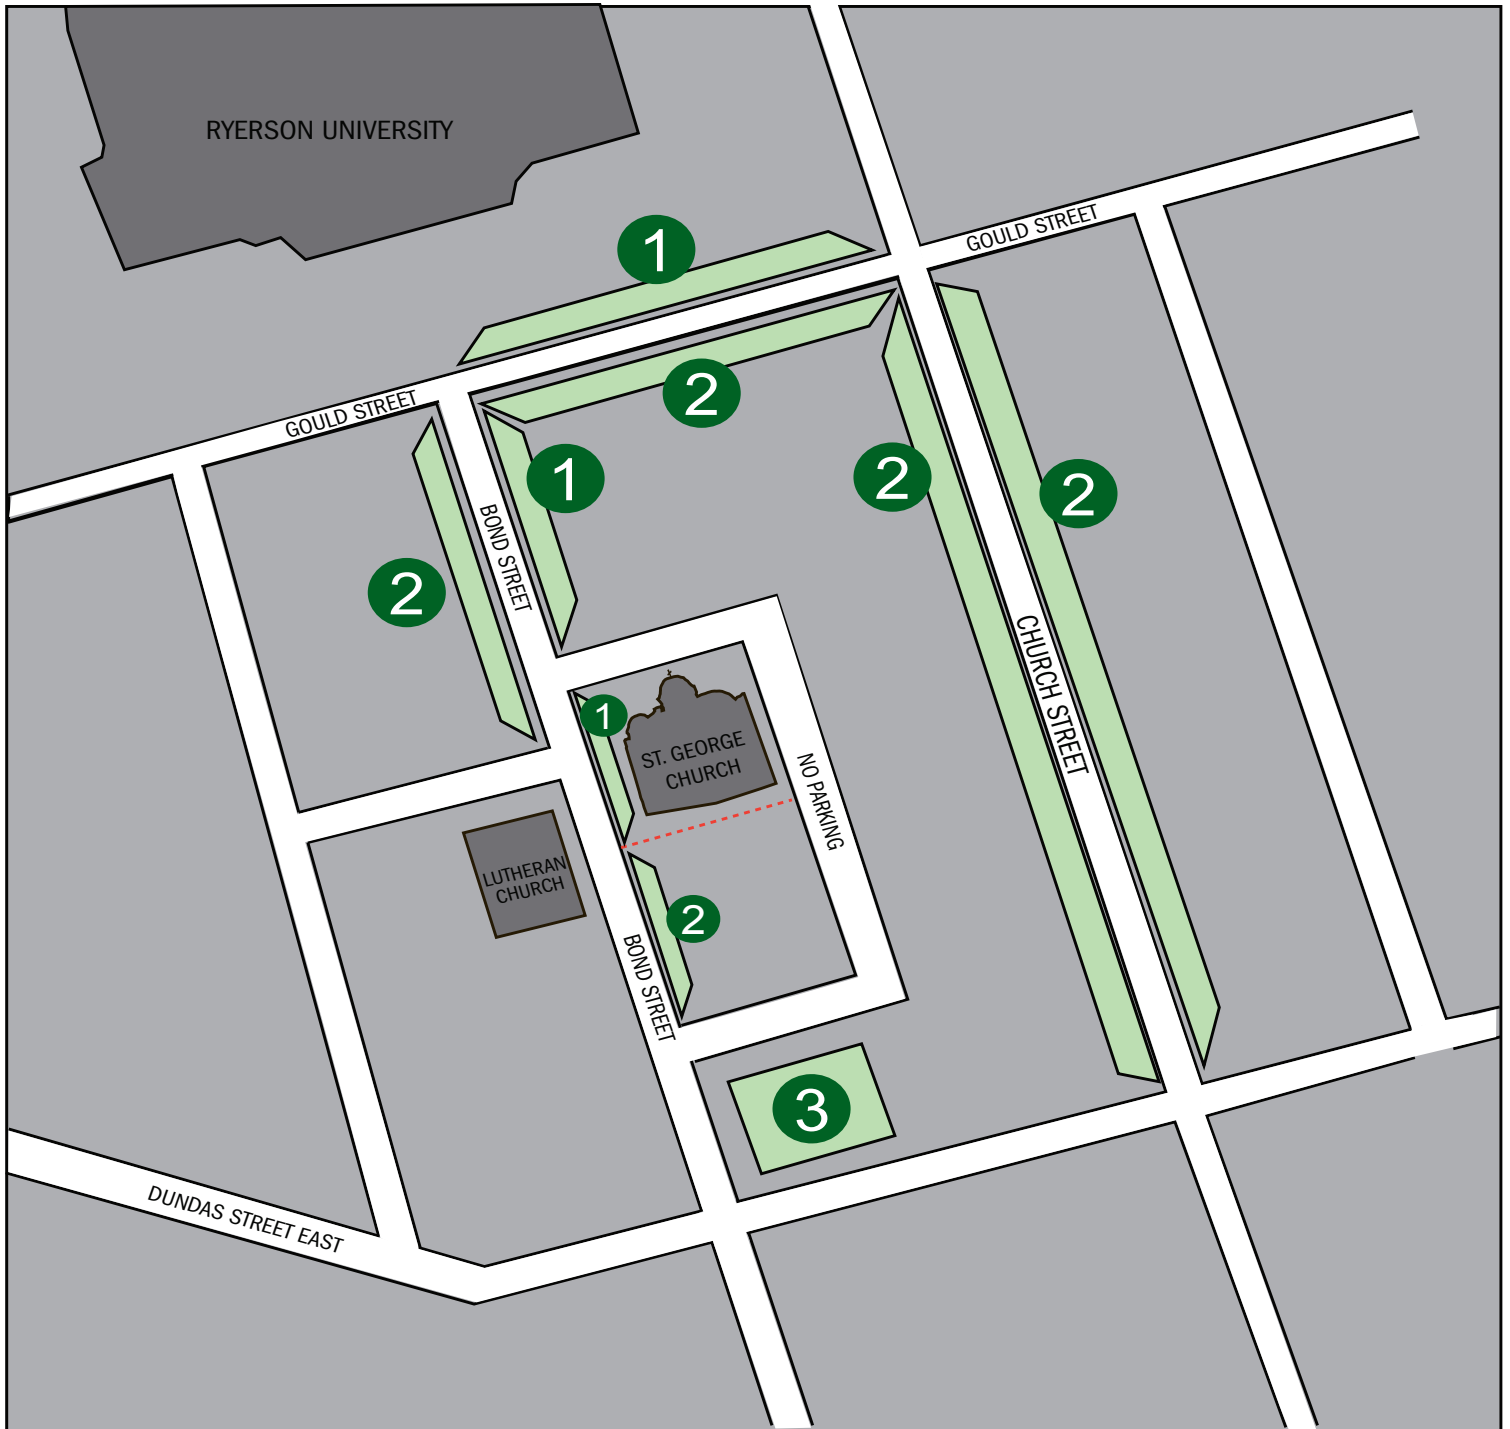 RYERSON UNIVERSITY
1
GOULD STREET
2
GOULD STREET
1
2
2
2
BOND STREET
CHURCH STREET
1
ST. GEORGE
CHURCH
NO PARKING
LUTHERAN
CHURCH
2
BOND STREET
3
DUNDAS STREET EAST